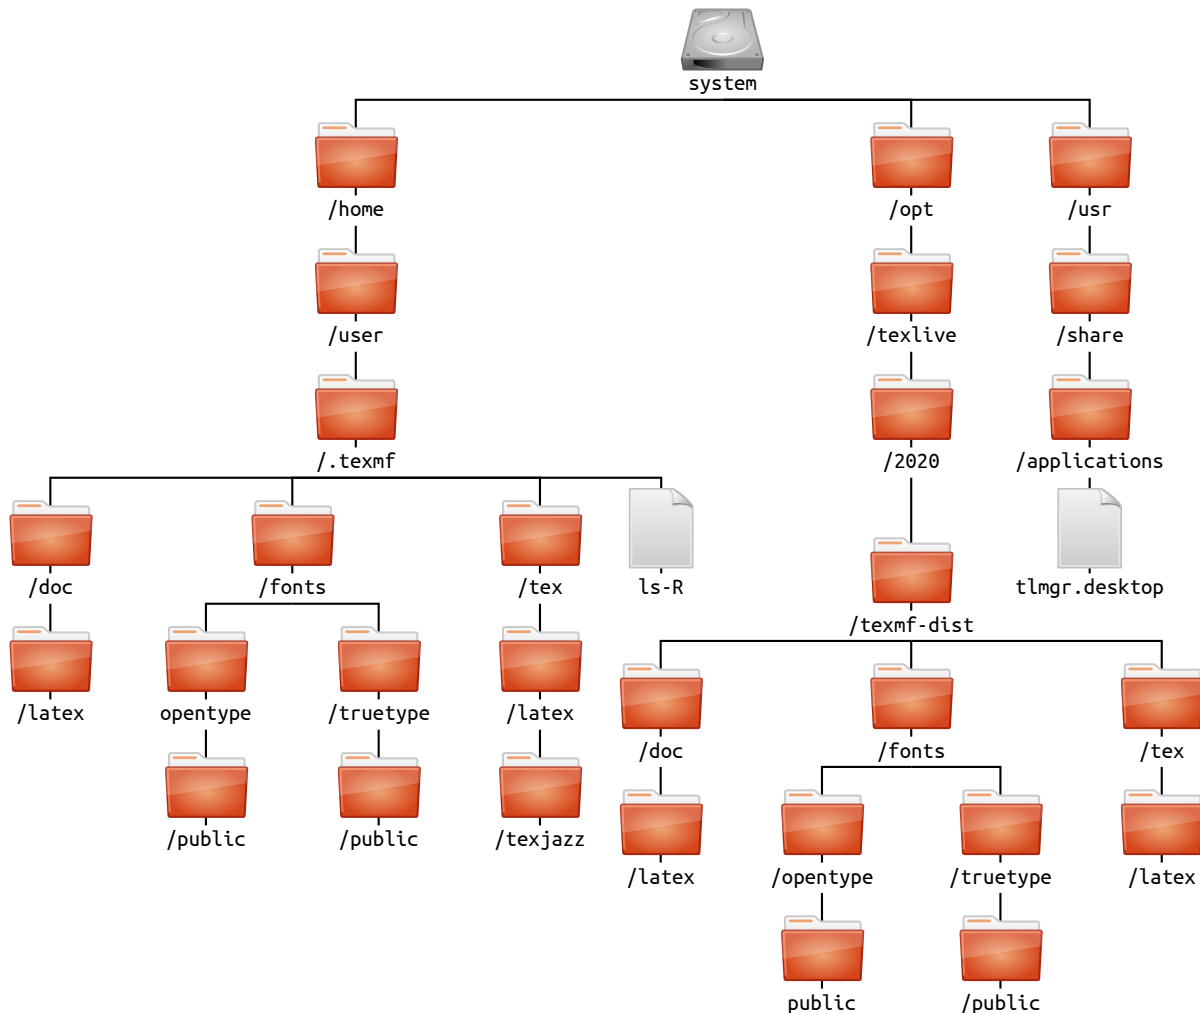 system
/home
/opt
/usr
/user
/texlive
/share
/.texmf
/2020
/applications
/doc
/fonts
/tex
ls-R
tlmgr.desktop
/texmf-dist
/latex
opentype
/truetype
/latex
/doc
/fonts
/tex
/public
/public
/texjazz
/latex
/opentype
/truetype
/latex
public
/public